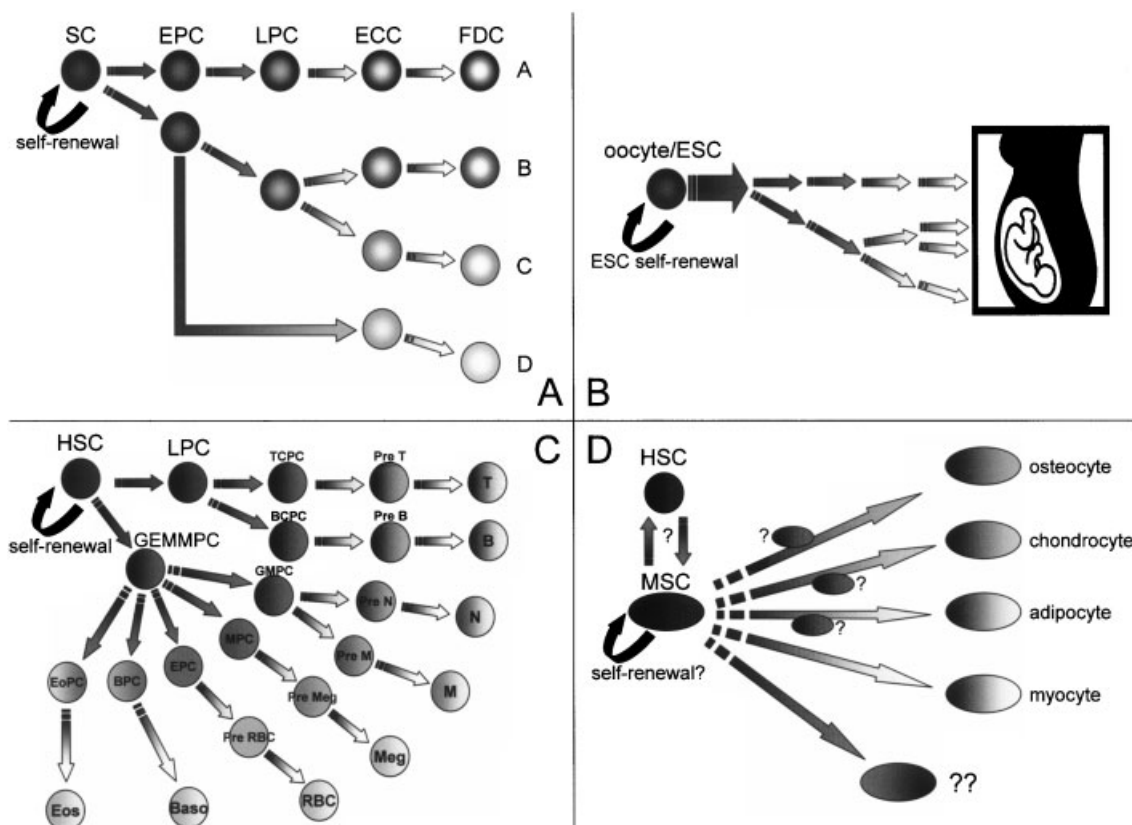 SC EPC LPC ECC FDC
A
self-renewal
B
C
D
A
oocyte/ESC
ESC self-renewal
B
HSC
LPC
TCPC
Pre T
T
C
self-renewal
BCPC
Pre B
B
GEMMPC
GMPC
Pre N
N
MPC
Pre M
M
EoPC
BPC
EPC
Pre Meg
Meg
Pre RBC
RBC
Eos
Baso
D
HSC
?
MSC
self-renewal?
?
?
?
osteocyte
chondrocyte
adipocyte
myocyte
??